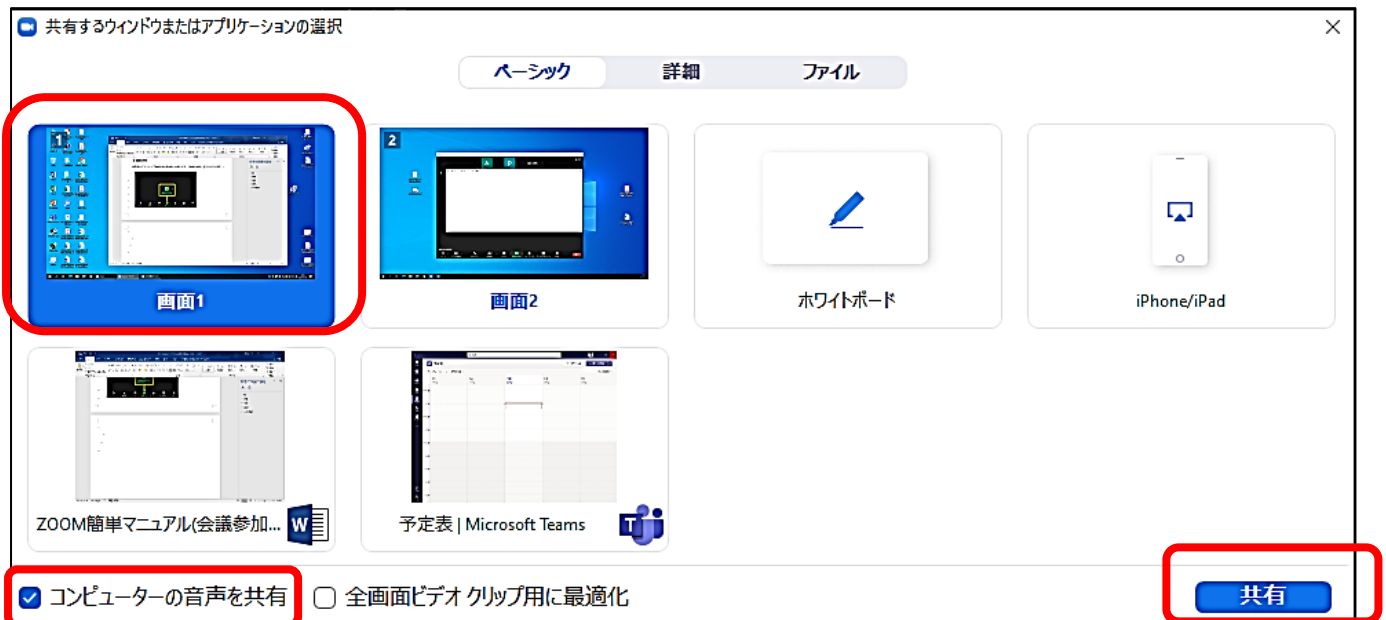 共有するウィンドウまたはアプリケーションの選択
ベーシック 詳細 ファイル
1
2
画面1 画面2 ホワイトボード iPhone/iPad
ZOOM簡単マニュアル(会議参加... W
予定表 | Microsoft Teams T
コンピューターの音声を共有 全画面ビデオ クリップ用に最適化 共有